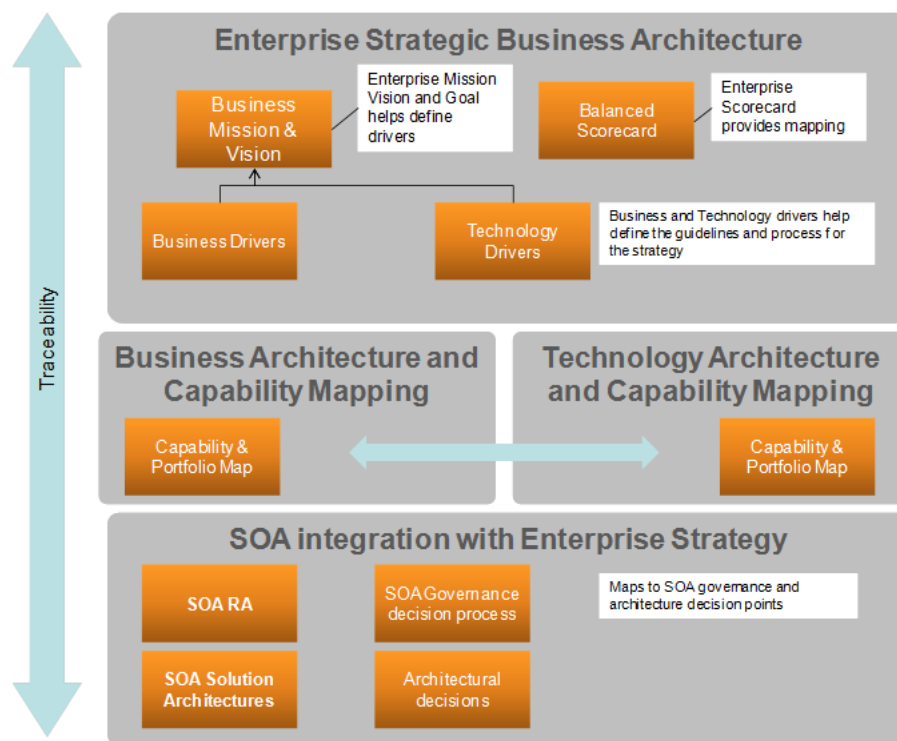 Enterprise Strategic Business Architecture
Business
Mission &
Vision
Enterprise Mission
Vision and Goal
helps define
drivers
Balanced
Scorecard
Enterprise
Scorecard
provides mapping
Business Drivers
Technology
Drivers
Business and Technology drivers help
define the guidelines and process for
the strategy
Traceability
Business Architecture and
Capability Mapping
Capability &
Portfolio Map
Technology Architecture
and Capability Mapping
Capability &
Portfolio Map
SOA integration with Enterprise Strategy
SOA RA
SOA Governance
decision process
Maps to SOA governance and
architecture decision points
SOA Solution
Architectures
Architectural
decisions